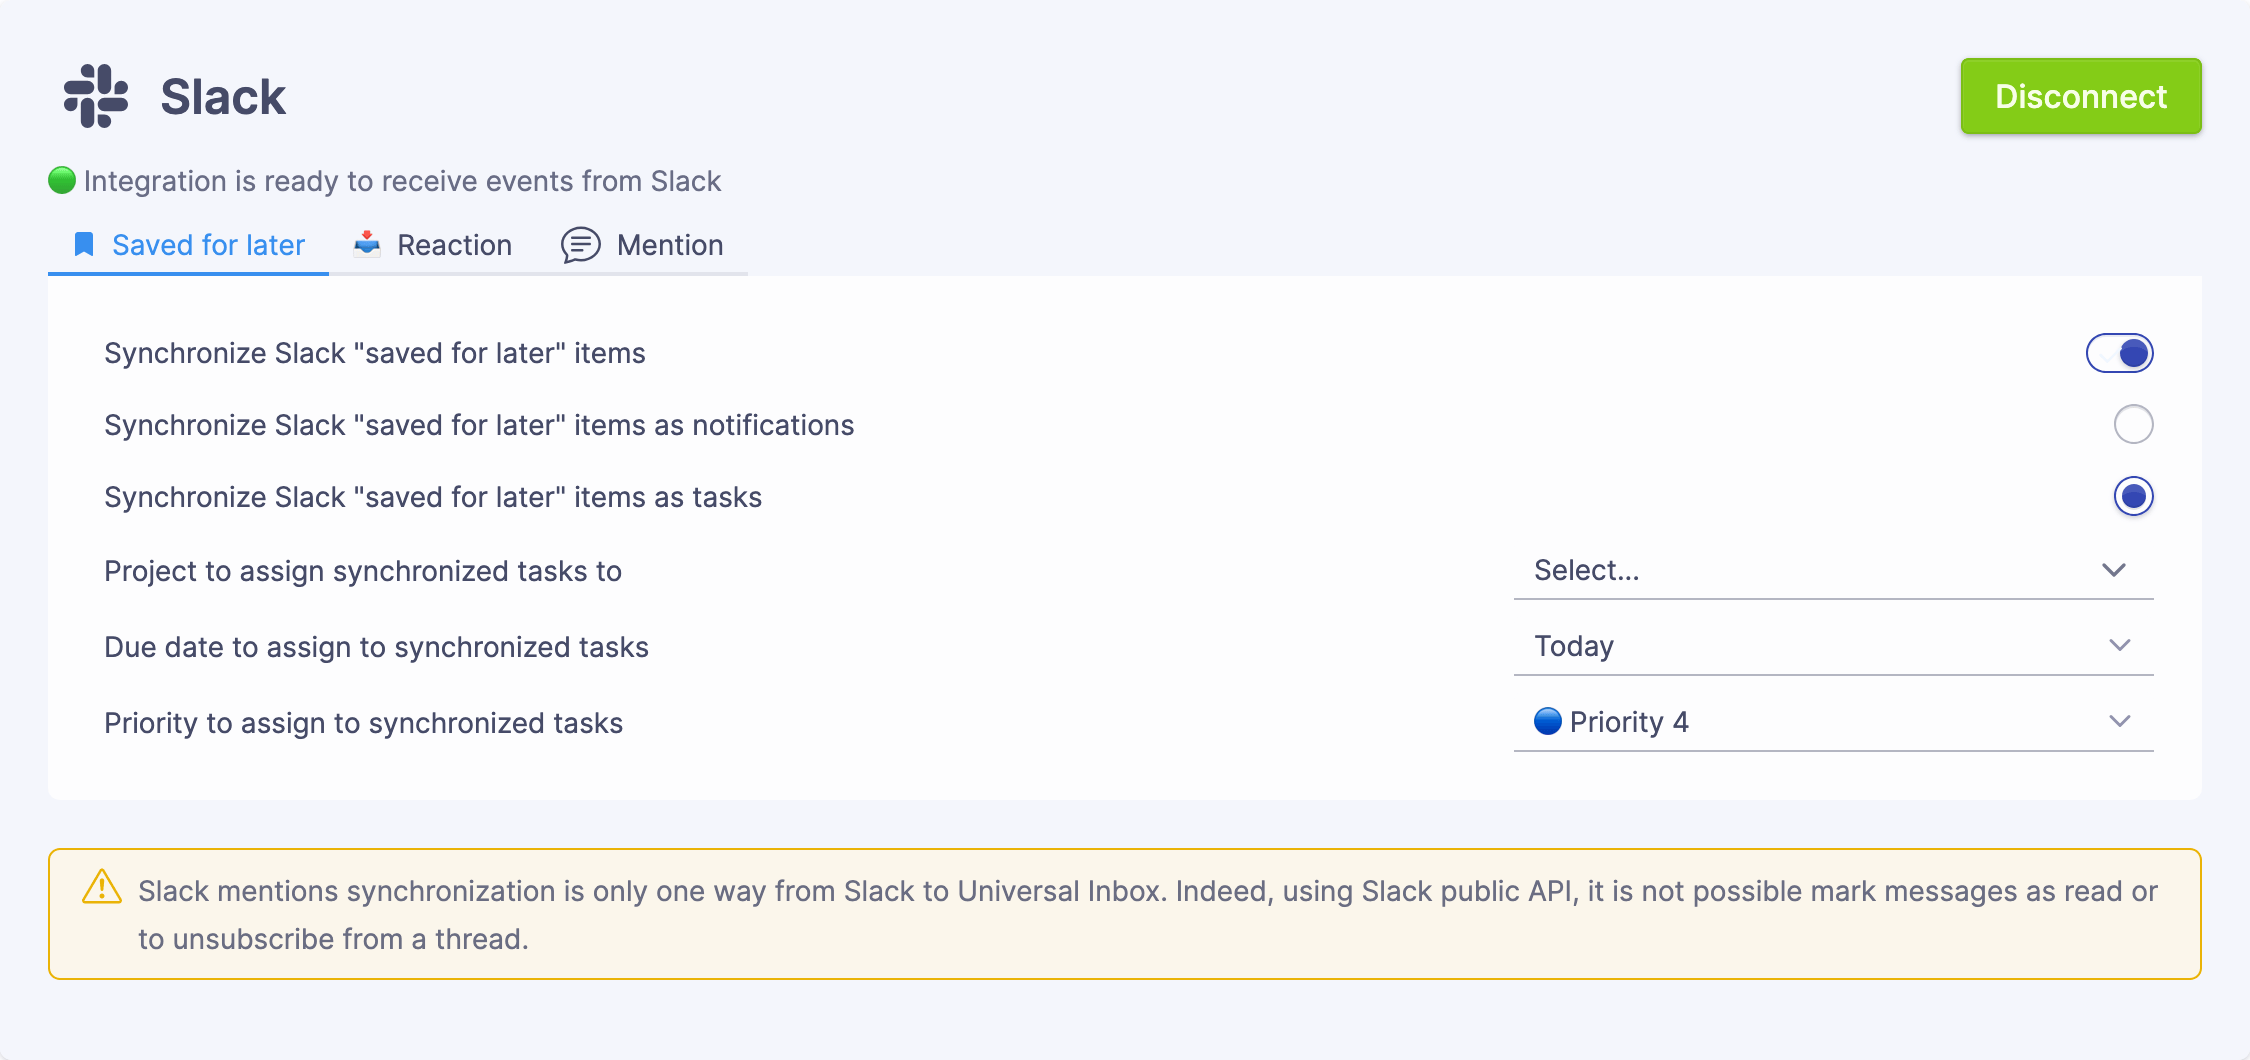 Slack
Disconnect
Integration is ready to receive events from Slack
Saved for later
Reaction
Mention
Synchronize Slack "saved for later" items
Synchronize Slack "saved for later" items as notifications
Synchronize Slack "saved for later" items as tasks
Project to assign synchronized tasks to
Select...
Due date to assign to synchronized tasks
Today
Priority to assign to synchronized tasks
Priority 4
Slack mentions synchronization is only one way from Slack to Universal Inbox. Indeed, using Slack public API, it is not possible mark messages as read or
to unsubscribe from a thread.